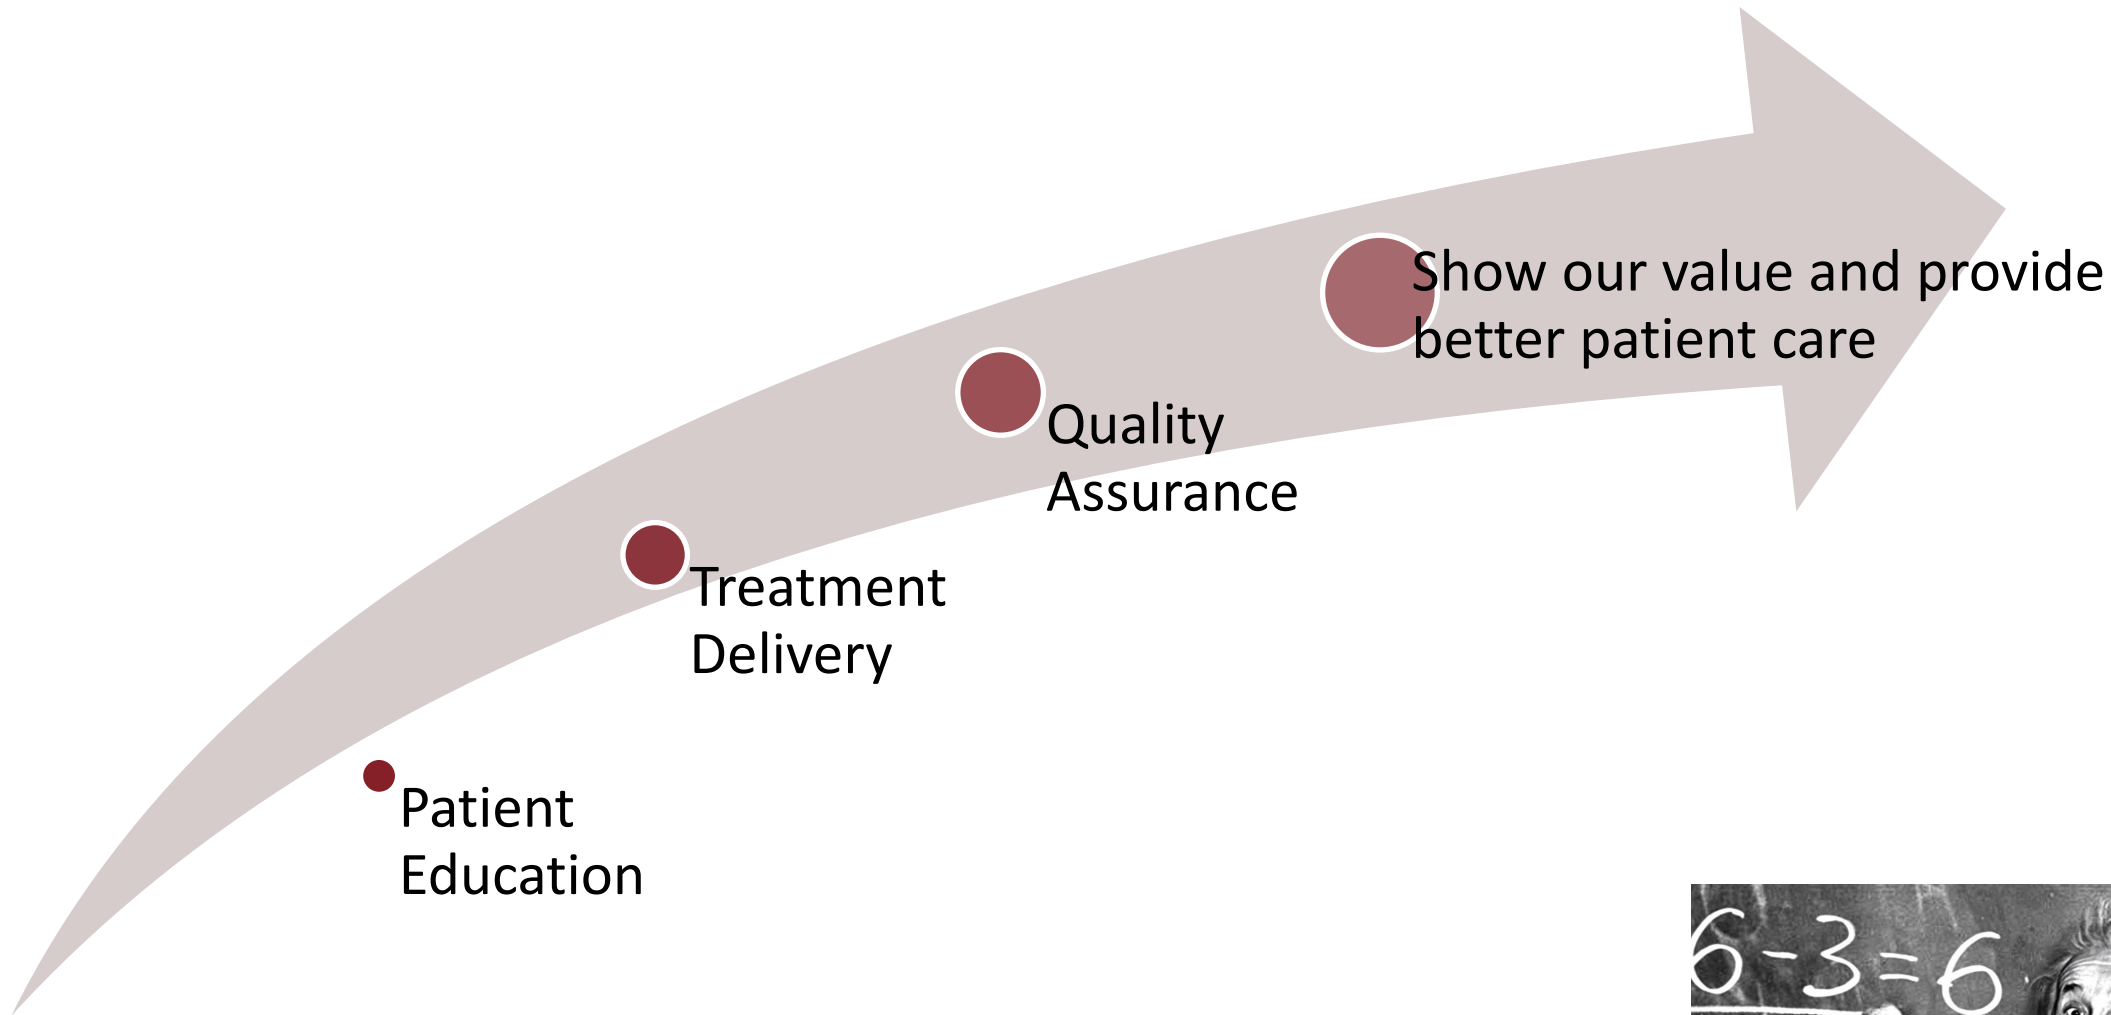 Show our value and provide
better patient care
Quality
Assurance
Treatment
Delivery
Patient
Education
6-3=6